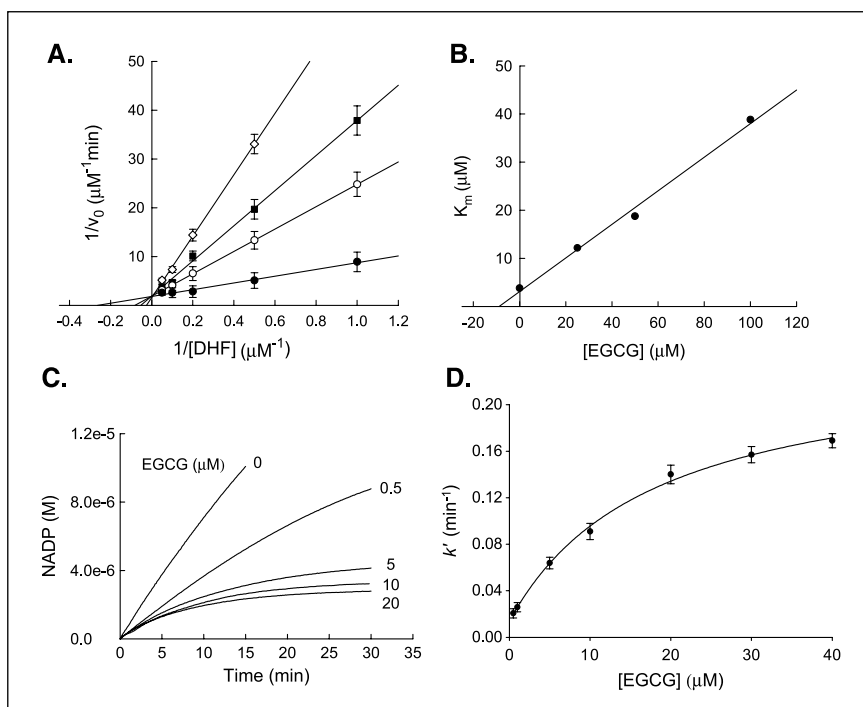 A.
50
40
30
20
10
1/v₀ (μM⁻¹min)
-0.4 -0.2 0.0 0.2 0.4 0.6 0.8 1.0 1.2
1/[DHF] (μM⁻¹)
B.
50
40
30
20
10
Kₘ (μM)
0 20 40 60 80 100 120
[EGCG] (μM)
C.
1.2e-5
8.0e-6
4.0e-6
0.0
NADP (M)
EGCG (μM)
0
0.5
5
10
20
0 5 10 15 20 25 30 35
Time (min)
D.
0.20
0.16
0.12
0.08
0.04
0.00
k′ (min⁻¹)
0 10 20 30 40
[EGCG] (μM)